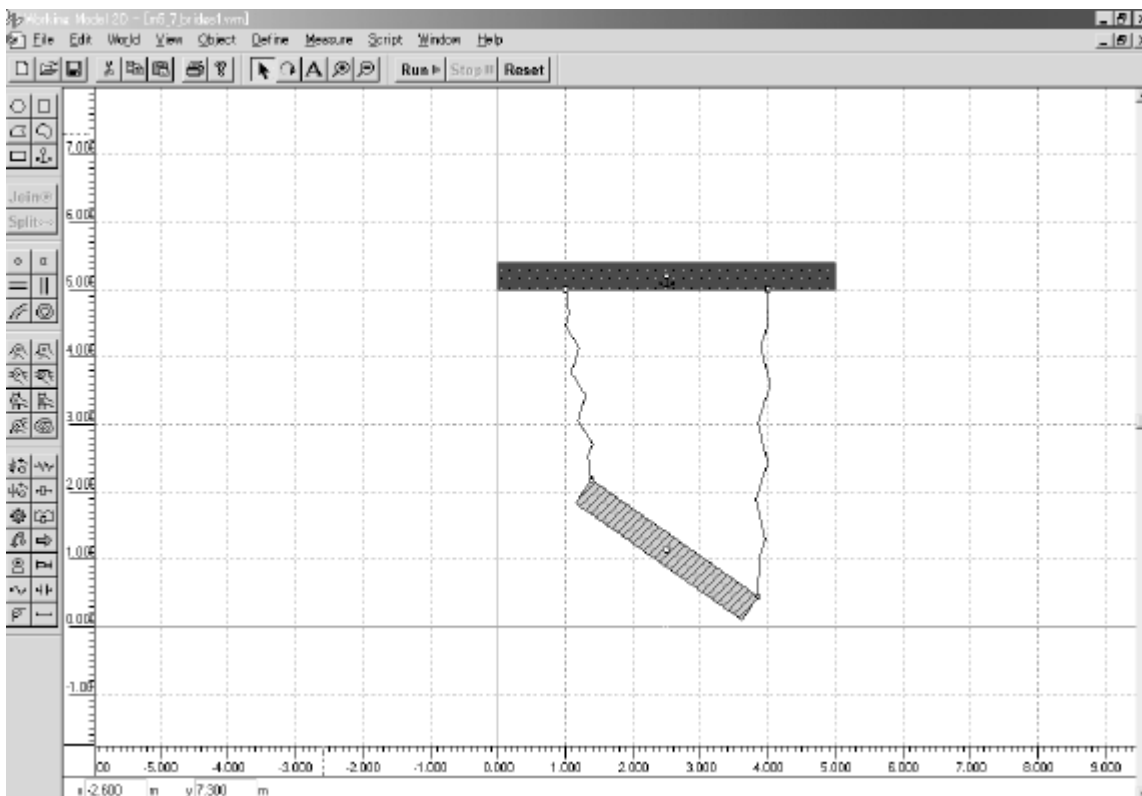 Working Model 2D - [m6_7_brides1.wm]
File Edit World View Object Define Measure Script Window Help
A Run Stop Reset
7.000
Join
6.000
Split
5.000
4.000
3.000
2.000
1.000
0.000
-1.00
00 -5.000 -4.000 -3.000 -2.000 -1.000 0.000 1.000 2.000 3.000 4.000 5.000 6.000 7.000 8.000 9.000
x -2.600 m y 7.300 m